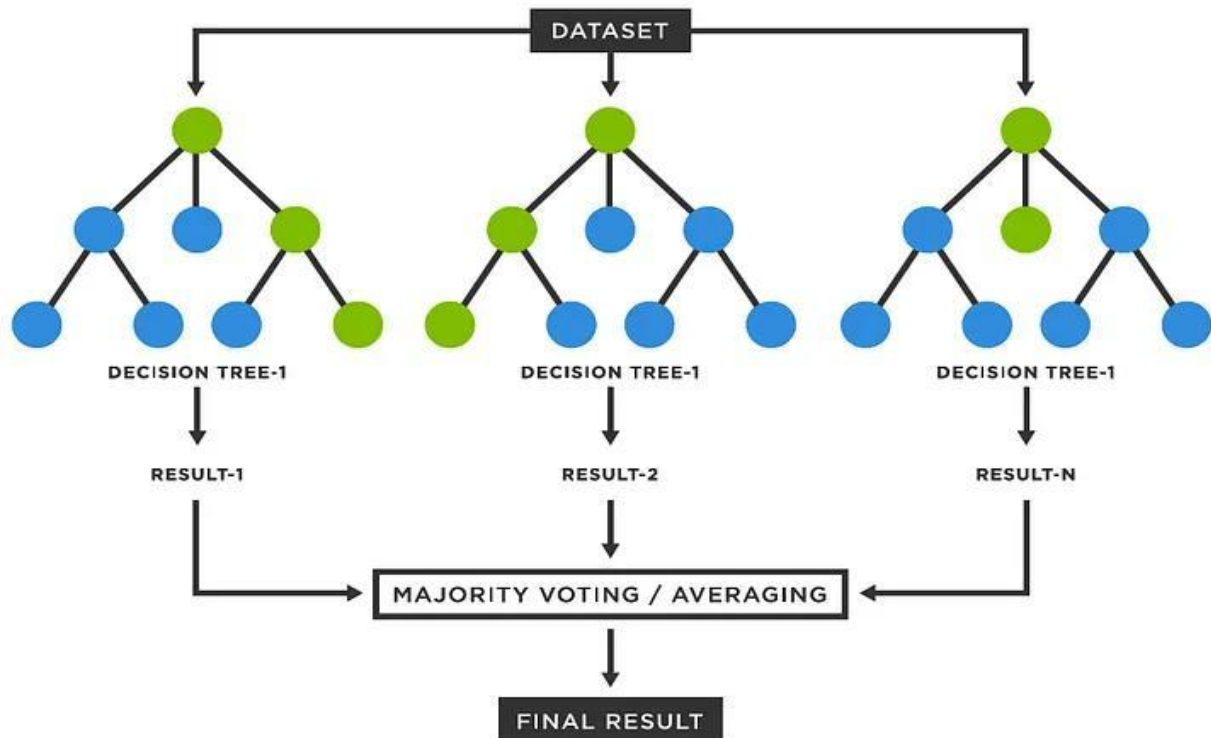 DATASET
DECISION TREE-1
DECISION TREE-1
DECISION TREE-1
RESULT-1
RESULT-2
RESULT-N
MAJORITY VOTING / AVERAGING
FINAL RESULT